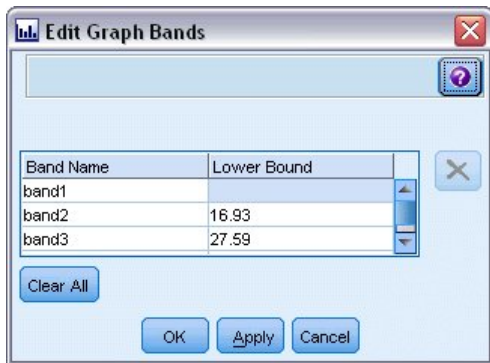 Edit Graph Bands
?
Band Name Lower Bound
band1
band2 16.93
band3 27.59
Clear All
OK Apply Cancel